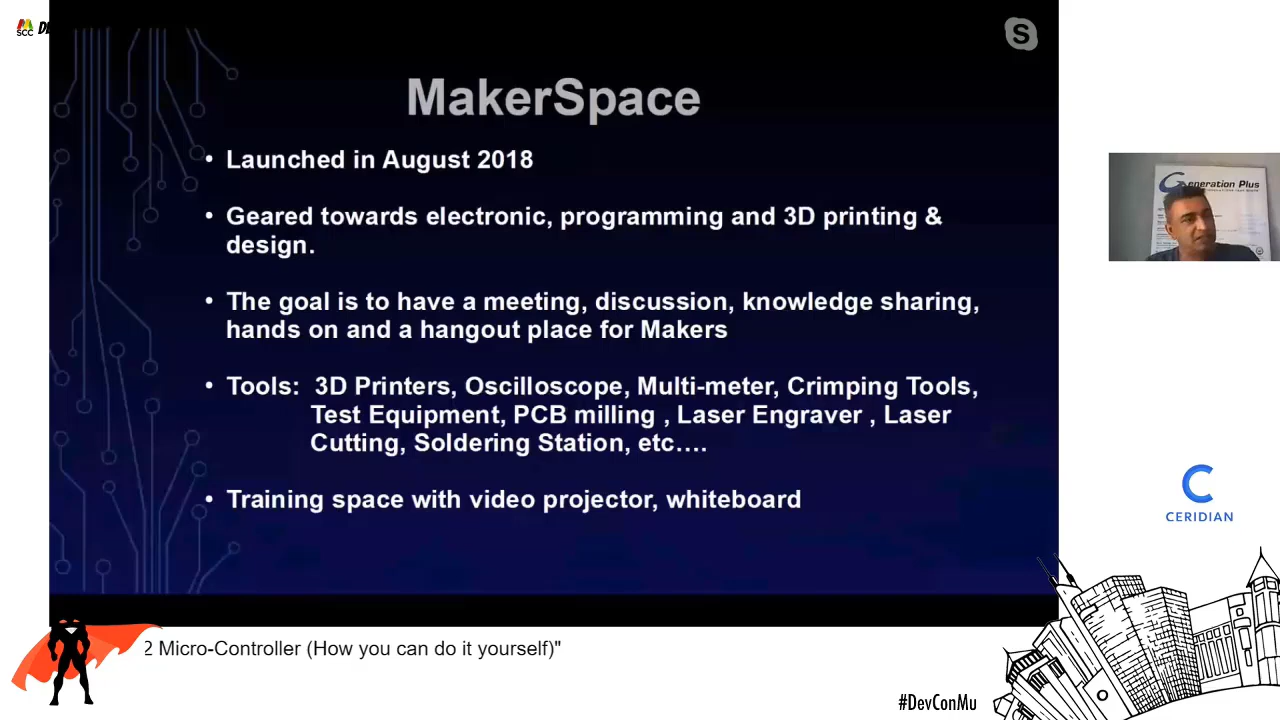 MSCC
S
MakerSpace
• Launched in August 2018
• Geared towards electronic, programming and 3D printing &
design.
• The goal is to have a meeting, discussion, knowledge sharing,
hands on and a hangout place for Makers
• Tools: 3D Printers, Oscilloscope, Multi-meter, Crimping Tools,
Test Equipment, PCB milling , Laser Engraver , Laser
Cutting, Soldering Station, etc….
• Training space with video projector, whiteboard
Generation Plus
CERIDIAN
2 Micro-Controller (How you can do it yourself)"
#DevConMu